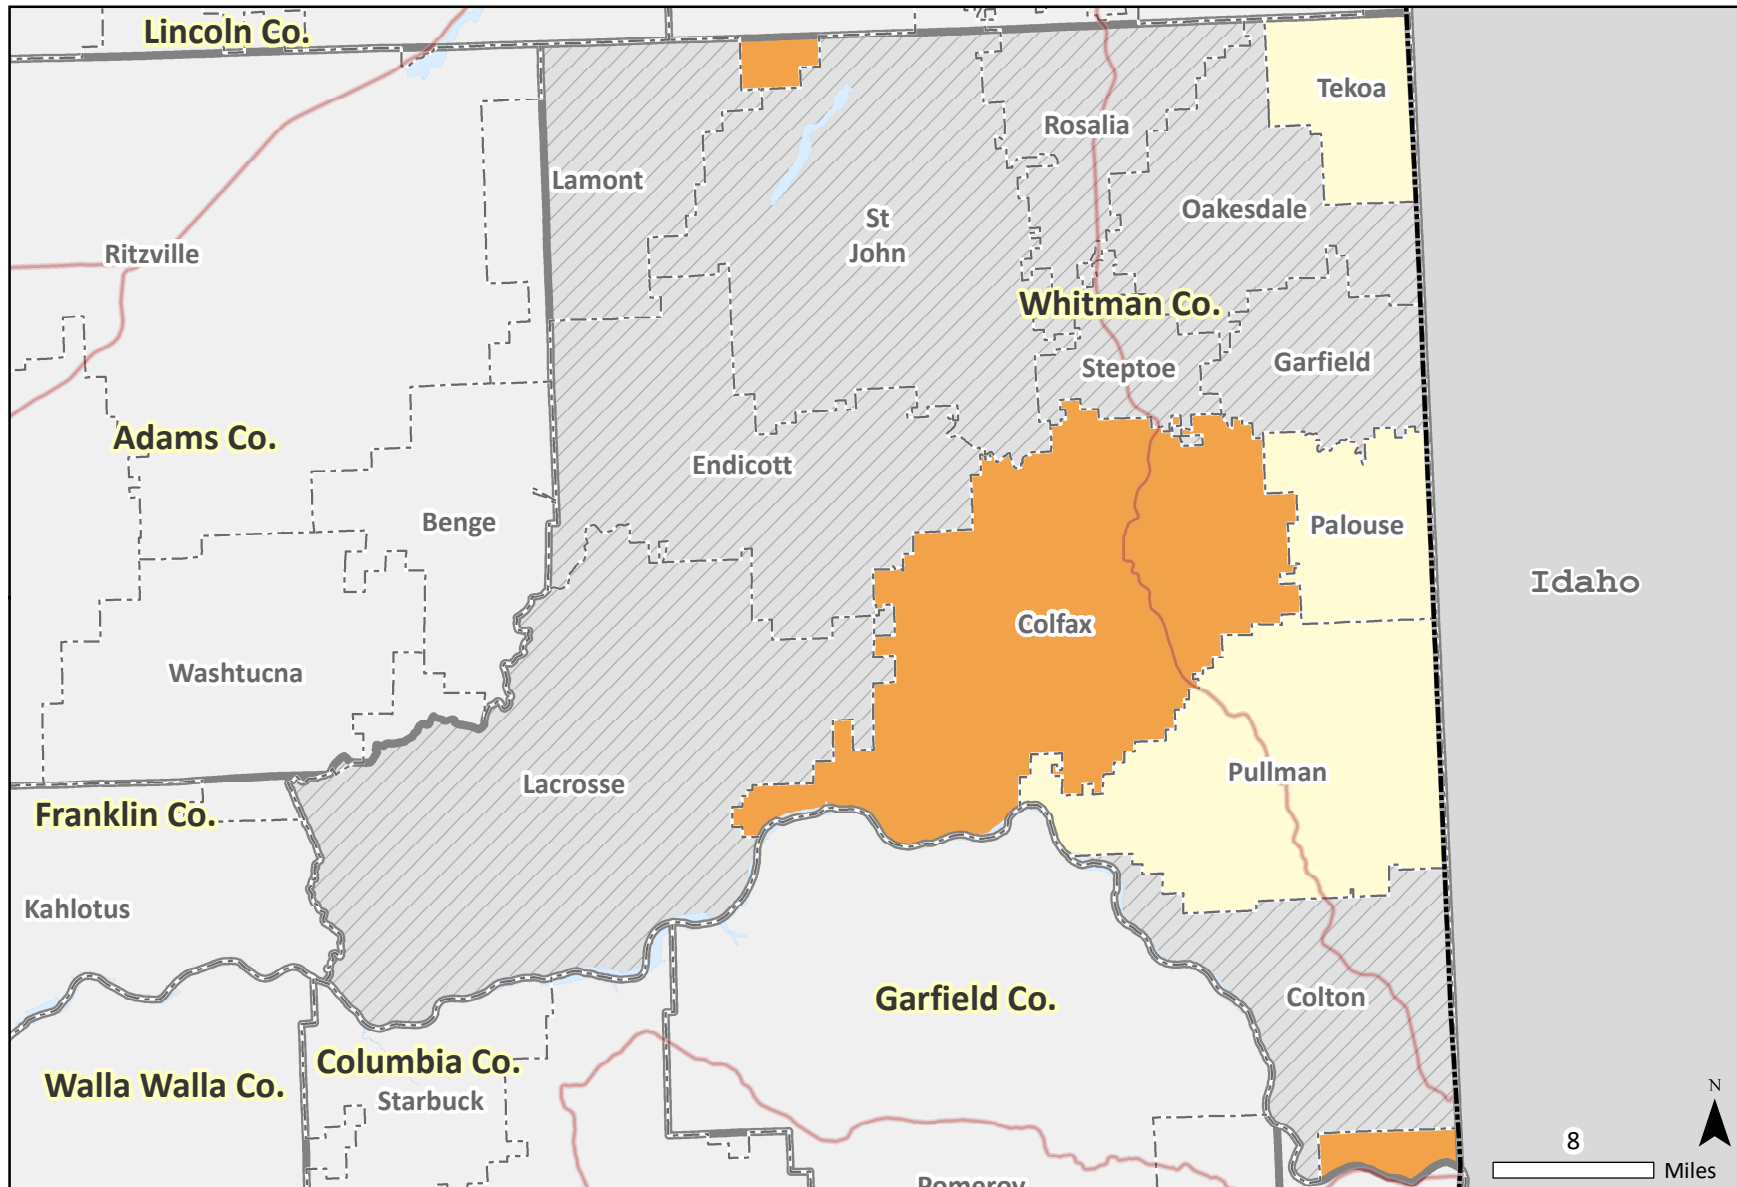 Lincoln Co.
Tekoa
Rosalia
Lamont
Oakesdale
St
John
Ritzville
Whitman Co.
Steptoe
Garfield
Adams Co.
Endicott
Benge
Palouse
Idaho
Colfax
Washtucna
Pullman
Lacrosse
Franklin Co.
Kahlotus
Colton
Garfield Co.
Columbia Co.
Walla Walla Co.
Starbuck
N
8
Miles
Pomeroy